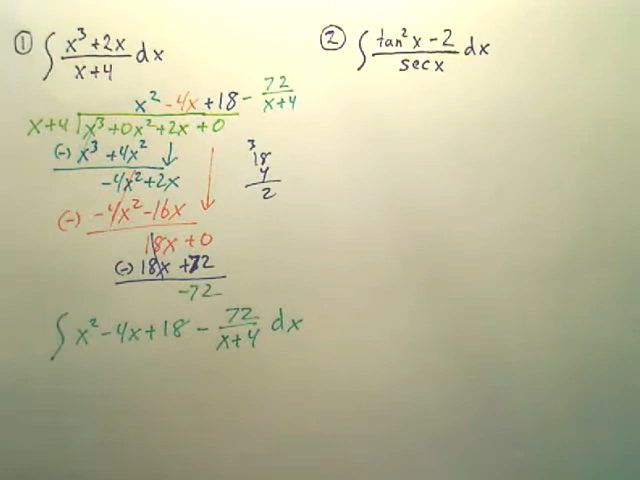 ① ∫ x³ + 2x / x + 4 dx
x² - 4x + 18 - 72 / x + 4
x + 4 | x³ + 0x² + 2x + 0
(-) x³ + 4x²
-4x² + 2x
(-) -4x² - 16x
18x + 0
(-) 18x + 72
-72
∫ x² - 4x + 18 - 72 / x + 4 dx
3
18
4
2
② ∫ tan² x - 2 / sec x dx